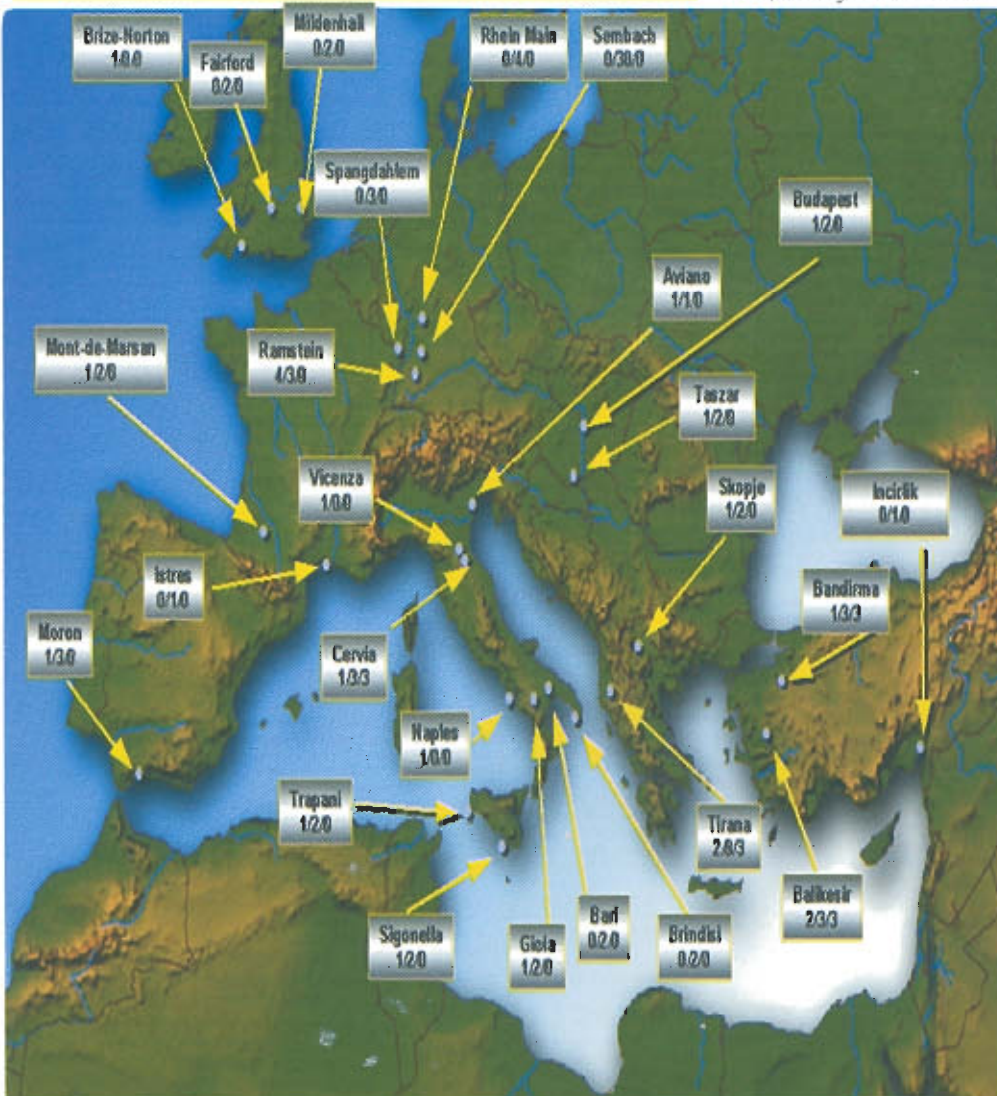 Brize-Norton
1/0/0
Mildenhall
0/2/0
Fairford
0/2/0
Rhein Main
0/4/0
Sembach
0/30/0
Spangdahlem
0/3/0
Budapest
1/2/0
Aviano
1/1/0
Mont-de-Marsan
1/2/0
Ramstein
4/3/0
Taszar
1/2/0
Vicenza
1/0/0
Skopje
1/2/0
Incirlik
0/1/0
Istres
0/1/0
Bandirma
1/3/3
Moron
1/3/0
Cervia
1/3/3
Naples
1/0/0
Trapani
1/2/0
Tirana
Balikesir
2/3/3
Sigonella
1/2/0
Gioia
1/2/0
Bari
0/2/0
Brindisi
0/2/0